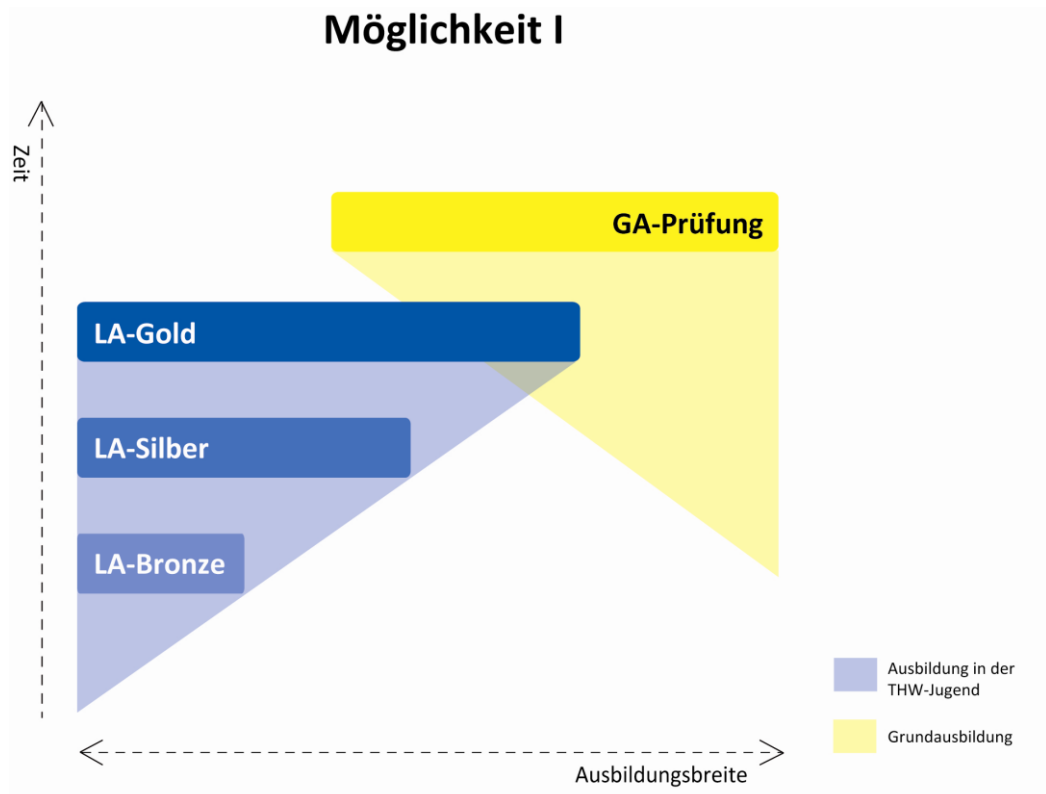 Möglichkeit I
Zeit
GA-Prüfung
LA-Gold
LA-Silber
LA-Bronze
Ausbildung in der
THW-Jugend
Grundausbildung
Ausbildungsbreite